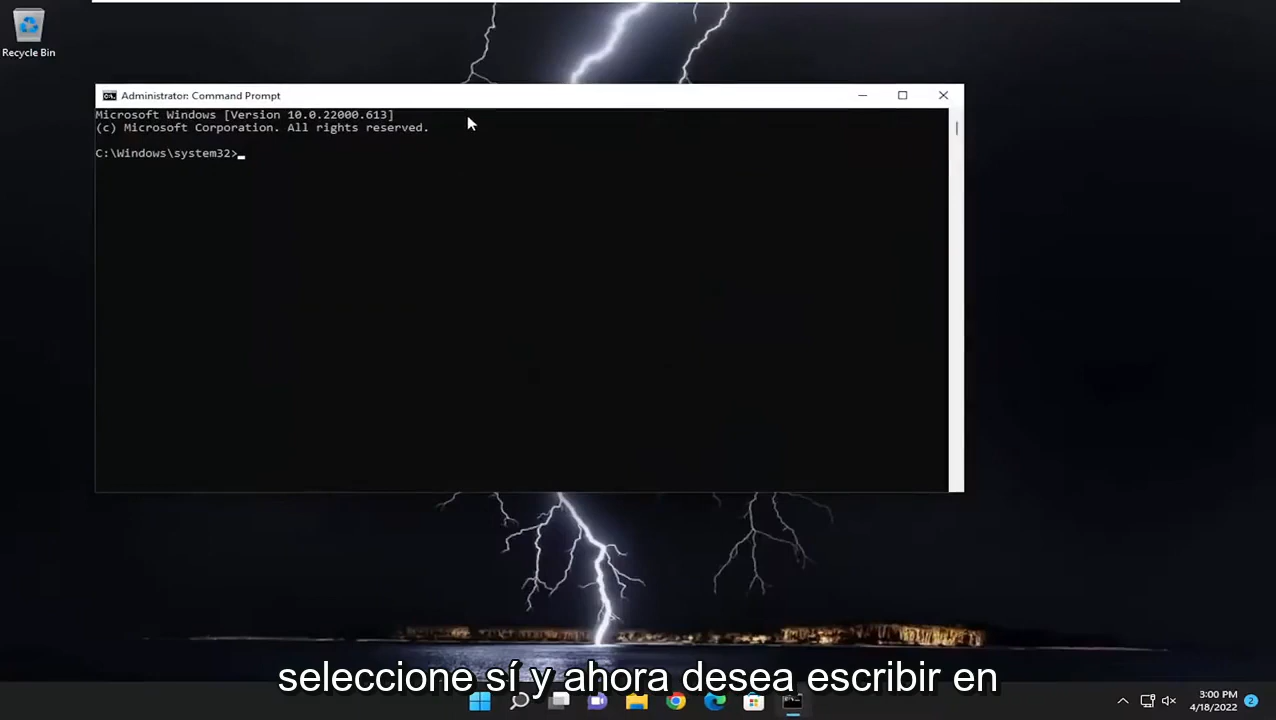 Recycle Bin
Administrator: Command Prompt
Microsoft Windows [Version 10.0.22000.613]
(c) Microsoft Corporation. All rights reserved.
C:\Windows\system32>
seleccione sí y ahora desea escribir en
3:00 PM
4/18/2022
2